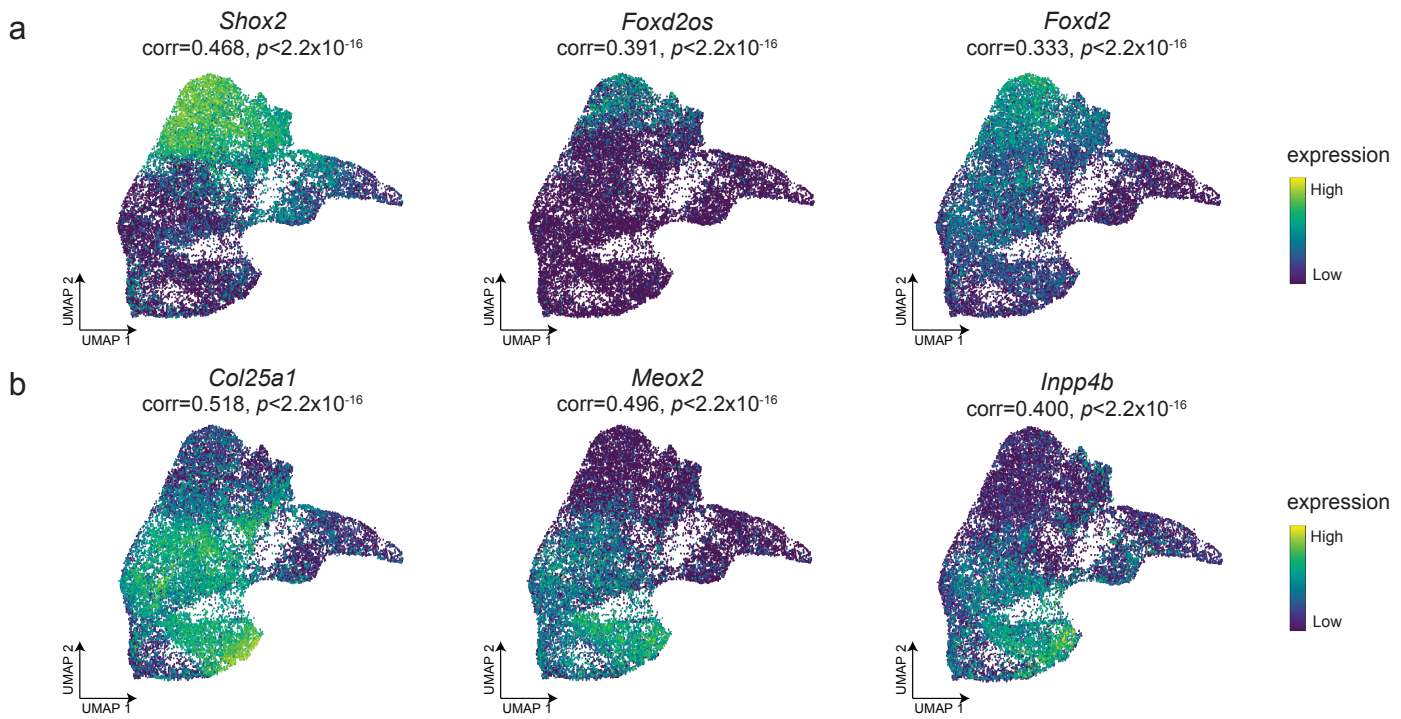 a
Shox2
corr=0.468, p<2.2x10⁻¹⁶
Foxd2os
corr=0.391, p<2.2x10⁻¹⁶
Foxd2
corr=0.333, p<2.2x10⁻¹⁶
expression
High
Low
UMAP 2
UMAP 1
UMAP 2
UMAP 1
UMAP 2
UMAP 1
b
Col25a1
corr=0.518, p<2.2x10⁻¹⁶
Meox2
corr=0.496, p<2.2x10⁻¹⁶
Inpp4b
corr=0.400, p<2.2x10⁻¹⁶
expression
High
Low
UMAP 2
UMAP 1
UMAP 2
UMAP 1
UMAP 2
UMAP 1